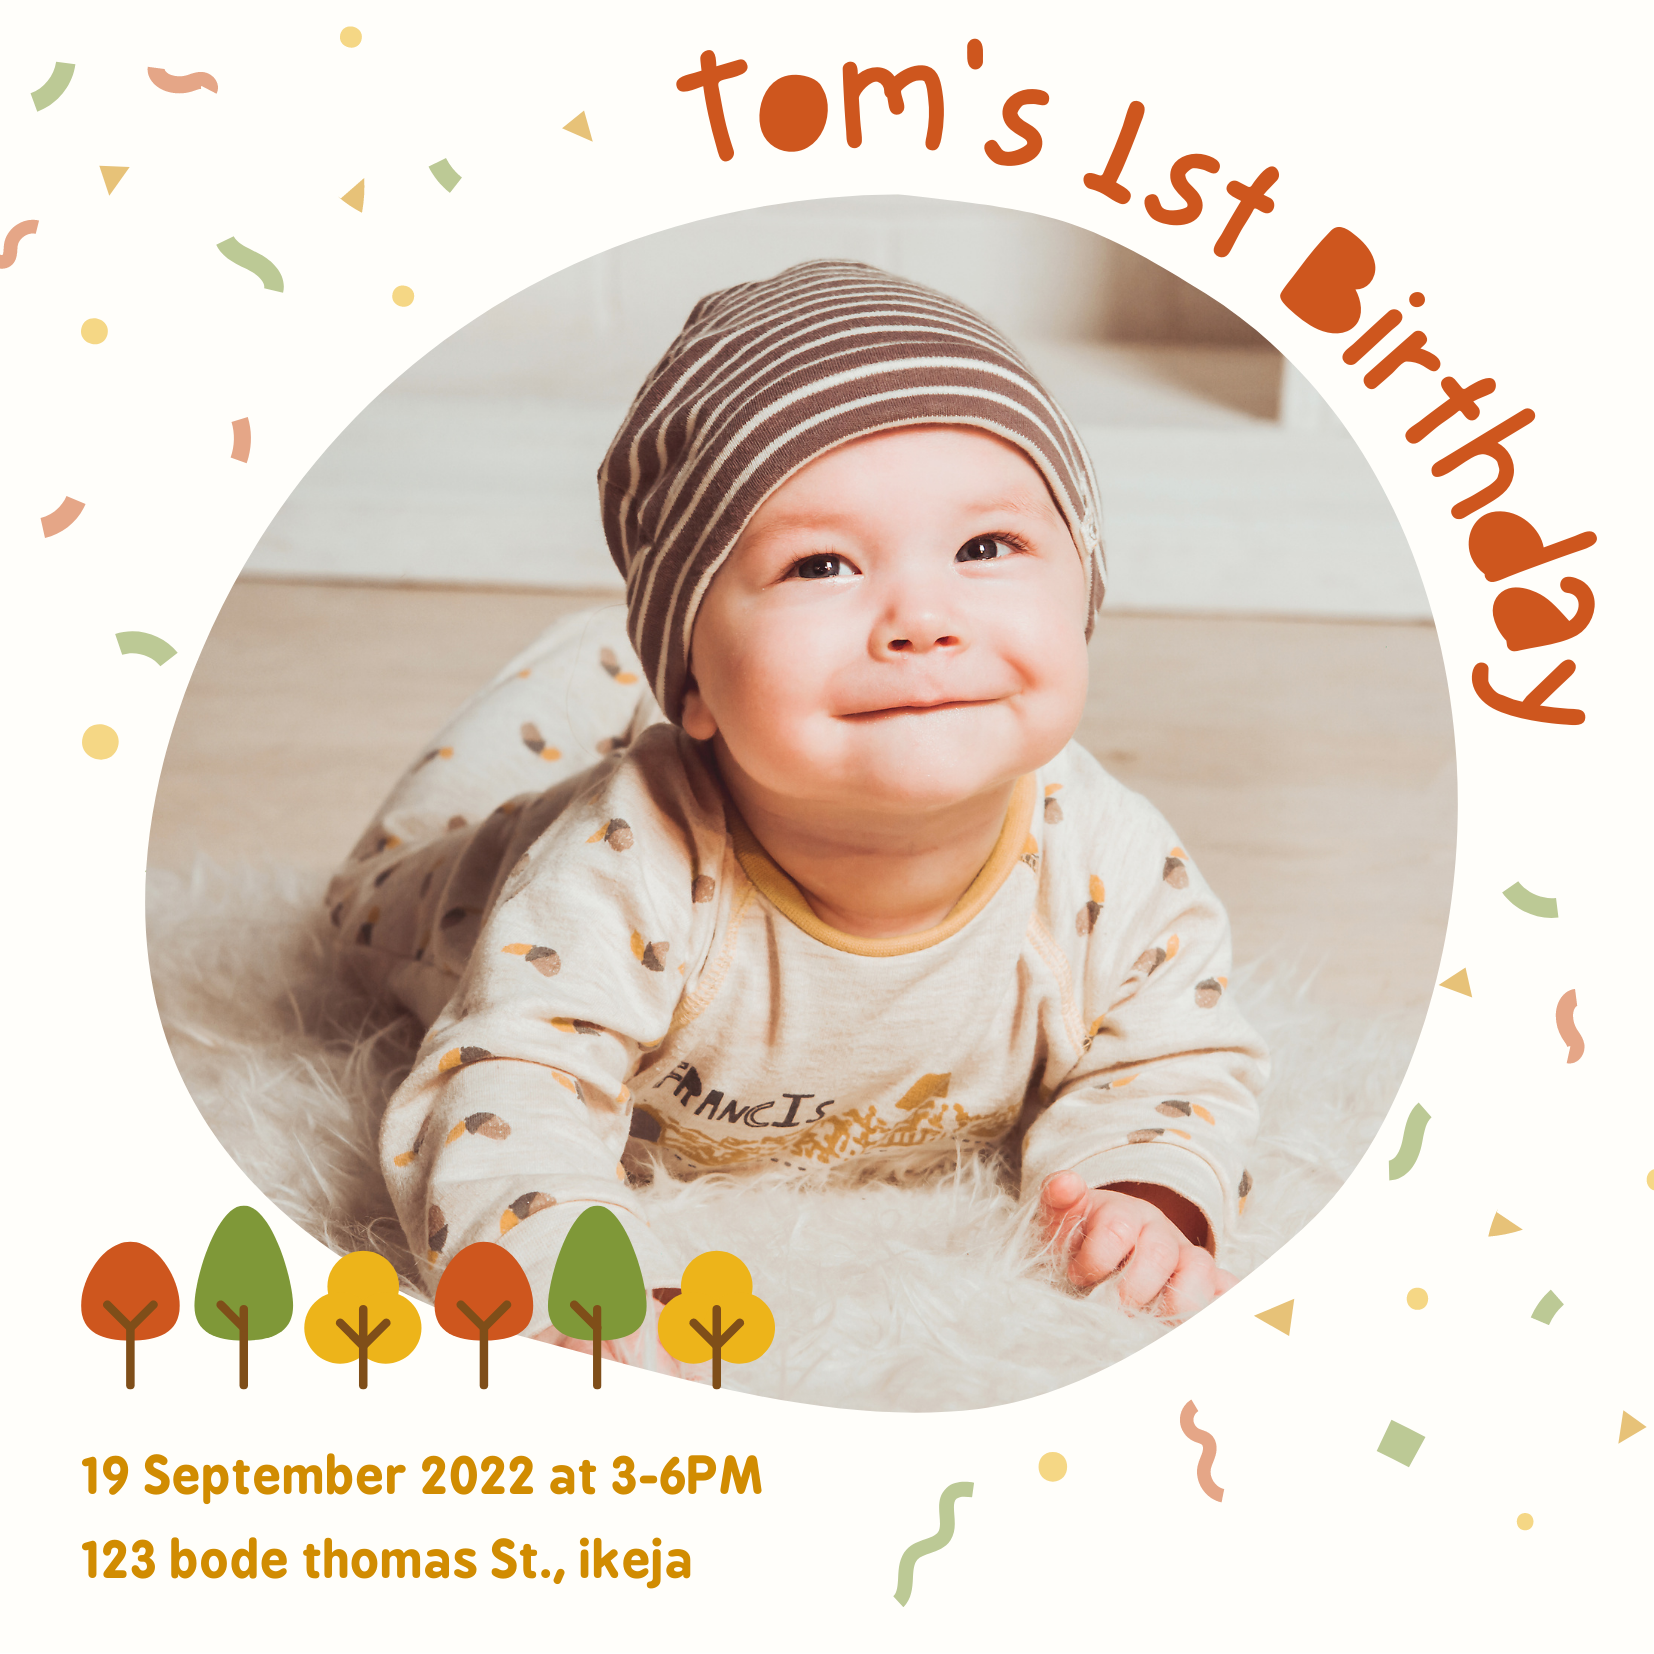 Tom's 1st Birthday
FRANCIS
19 September 2022 at 3-6PM
123 bode thomas St., ikeja